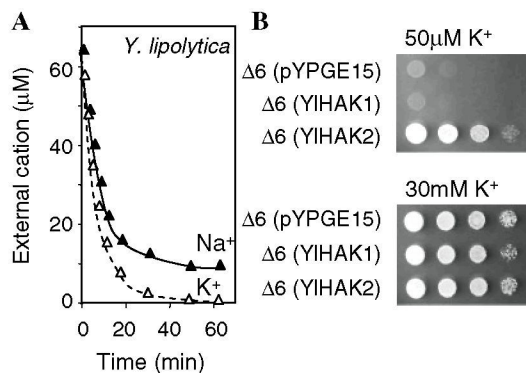 A
Y. lipolytica
External cation (μM)
60
40
20
0
Na⁺
K⁺
0 20 40 60
Time (min)
B
50μM K⁺
Δ6 (pYPGE15)
Δ6 (YlHAK1)
Δ6 (YlHAK2)
30mM K⁺
Δ6 (pYPGE15)
Δ6 (YlHAK1)
Δ6 (YlHAK2)